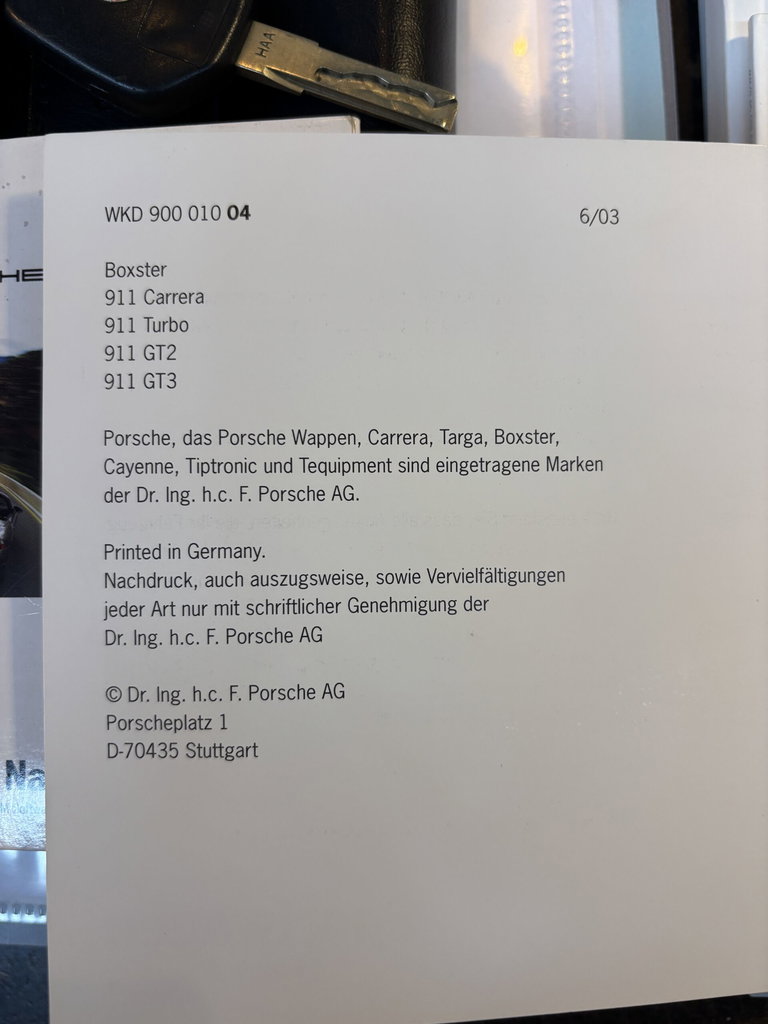 HAA
WKD 900 010 04 6/03
Boxster
911 Carrera
911 Turbo
911 GT2
911 GT3
Porsche, das Porsche Wappen, Carrera, Targa, Boxster,
Cayenne, Tiptronic und Tequipment sind eingetragene Marken
der Dr. Ing. h.c. F. Porsche AG.
Printed in Germany.
Nachdruck, auch auszugsweise, sowie Vervielfältigungen
jeder Art nur mit schriftlicher Genehmigung der
Dr. Ing. h.c. F. Porsche AG
© Dr. Ing. h.c. F. Porsche AG
Porscheplatz 1
D-70435 Stuttgart
HE
Na